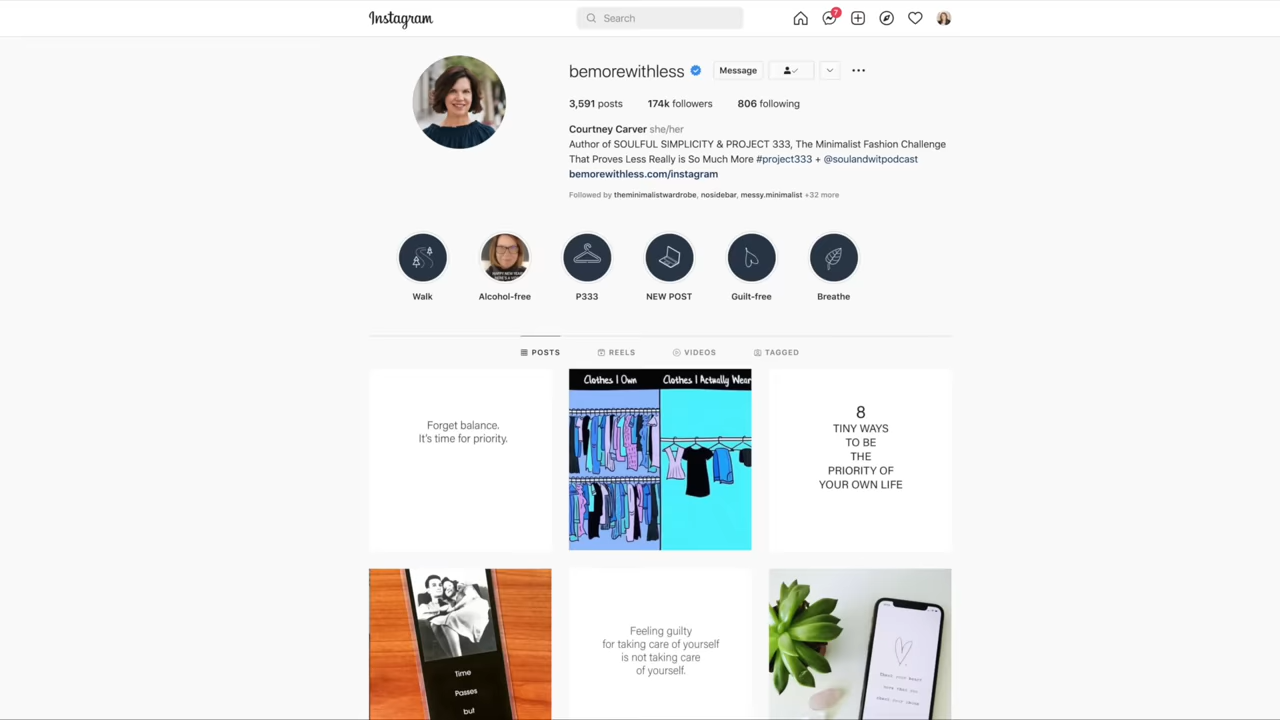 Instagram
Search
7
bemorewithless
Message
3,591 posts
174k followers
806 following
Courtney Carver she/her
Author of SOULFUL SIMPLICITY & PROJECT 333, The Minimalist Fashion Challenge
That Proves Less Really is So Much More #project333 + @soulandwitpodcast
bemorewithless.com/instagram
Followed by theminimalistwardrobe, nosidebar, messy.minimalist +32 more
Walk
Alcohol-free
P333
NEW POST
Guilt-free
Breathe
POSTS
REELS
VIDEOS
TAGGED
Forget balance.
It's time for priority.
Clothes I Own
Clothes I Actually Wear
8
TINY WAYS
TO BE
THE
PRIORITY OF
YOUR OWN LIFE
Time
Passes
but
Feeling guilty
for taking care of yourself
is not taking care
of yourself.